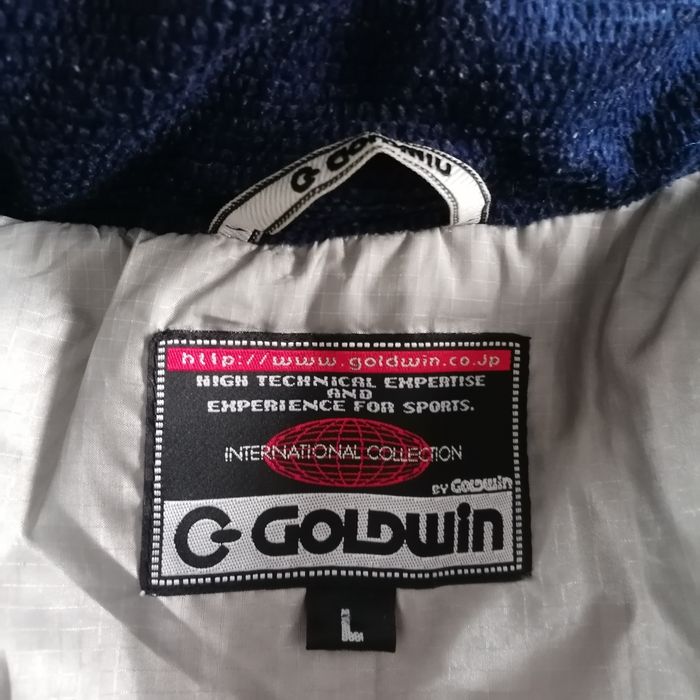 GOLDWIN
http://www.goldwin.co.jp
HIGH TECHNICAL EXPERTISE
AND
EXPERIENCE FOR SPORTS.
INTERNATIONAL COLLECTION
BY GOLDWIN
GOLDWIN
L